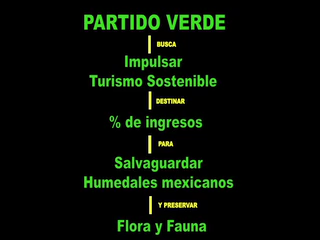 PARTIDO VERDE
BUSCA
Impulsar
Turismo Sostenible
DESTINAR
% de ingresos
PARA
Salvaguardar
Humedales mexicanos
Y PRESERVAR
Flora y Fauna